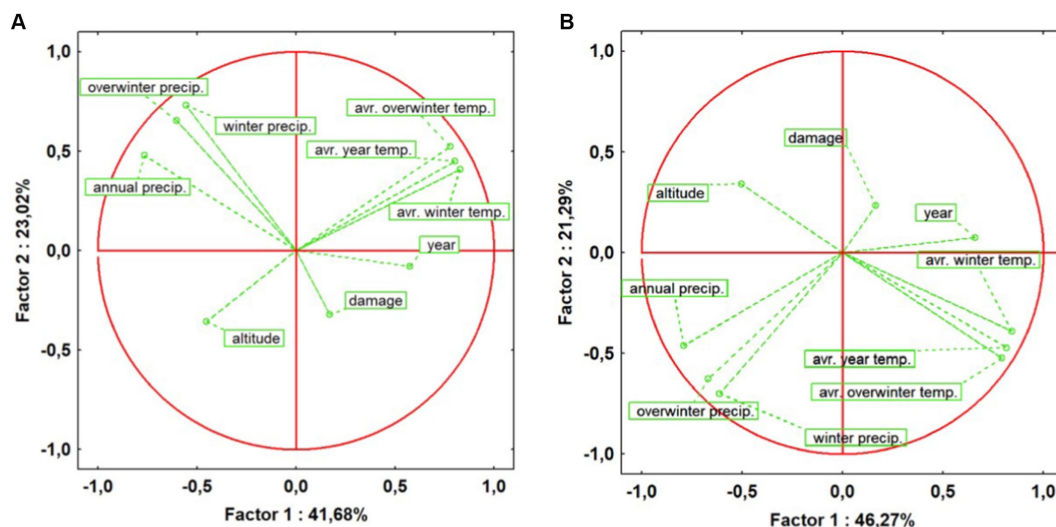 A
1,0
overwinter precip.
avr. overwinter temp.
winter precip.
avr. year temp.
0,5
annual precip.
avr. winter temp.
year
0,0
damage
altitude
-0,5
-1,0
-1,0
-0,5
0,0
0,5
1,0
Factor 2 : 23,02%
Factor 1 : 41,68%
B
1,0
damage
0,5
altitude
year
0,0
avr. winter temp.
annual precip.
-0,5
avr. year temp.
avr. overwinter temp.
overwinter precip.
winter precip.
-1,0
-1,0
-0,5
0,0
0,5
1,0
Factor 2 : 21,29%
Factor 1 : 46,27%